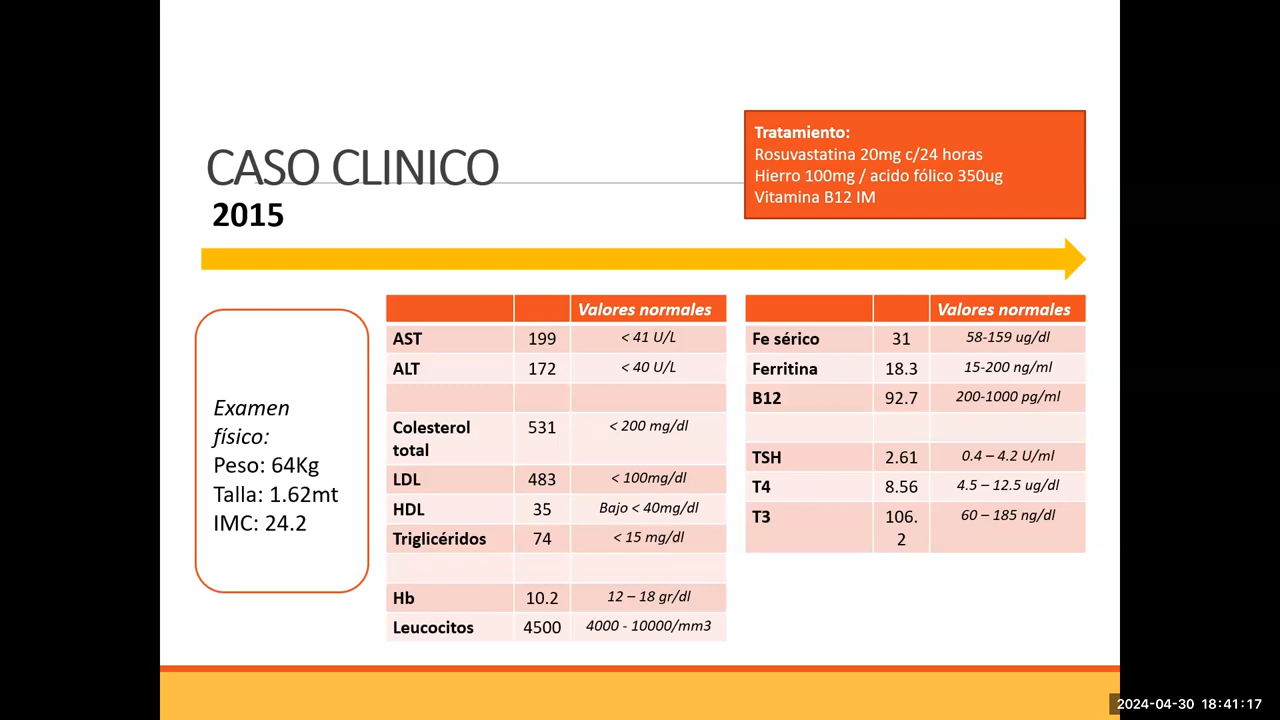 Tratamiento:
Rosuvastatina 20mg c/24 horas
Hierro 100mg / acido fólico 350ug
Vitamina B12 IM
CASO CLINICO
2015
Examen
físico:
Peso: 64Kg
Talla: 1.62mt
IMC: 24.2
Valores normales
AST 199 < 41 U/L
ALT 172 < 40 U/L
Colesterol total 531 < 200 mg/dl
LDL 483 < 100mg/dl
HDL 35 Bajo < 40mg/dl
Triglicéridos 74 < 15 mg/dl
Hb 10.2 12 – 18 gr/dl
Leucocitos 4500 4000 - 10000/mm3
Valores normales
Fe sérico 31 58-159 ug/dl
Ferritina 18.3 15-200 ng/ml
B12 92.7 200-1000 pg/ml
TSH 2.61 0.4 – 4.2 U/ml
T4 8.56 4.5 – 12.5 ug/dl
T3 106.2 60 – 185 ng/dl
2024-04-30 18:41:17